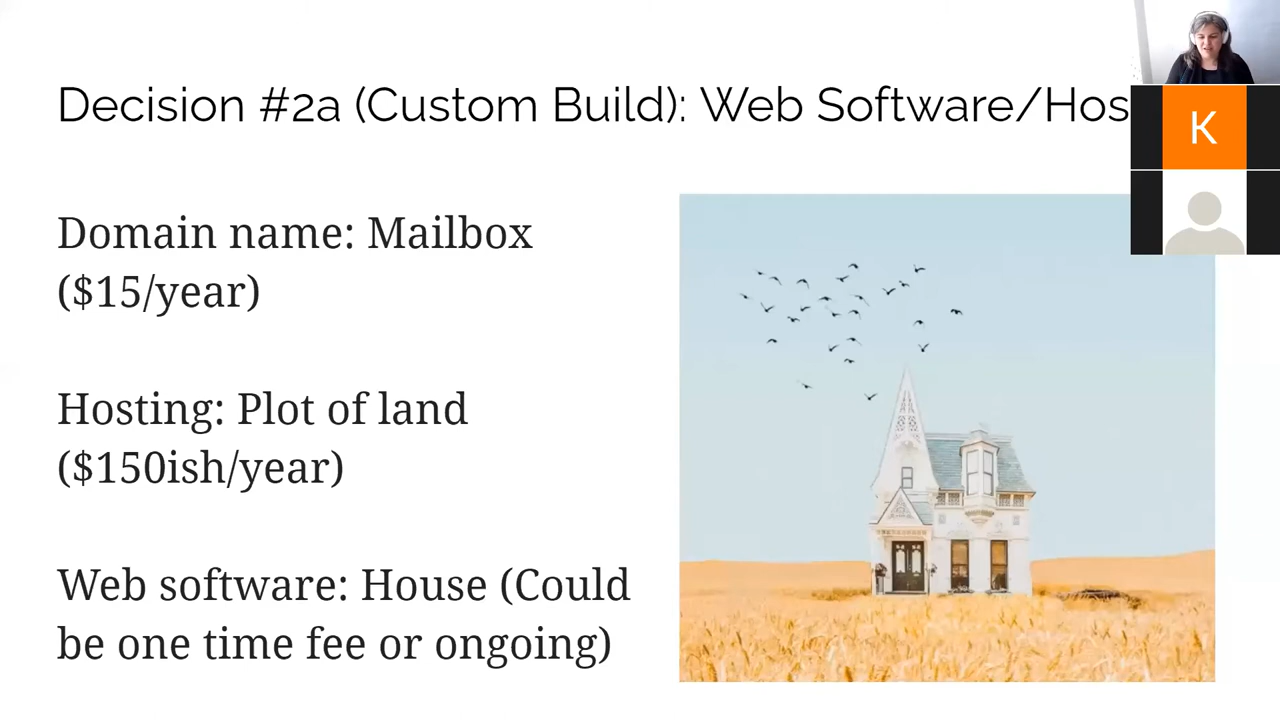 Decision #2a (Custom Build): Web Software/Hos
K
Domain name: Mailbox
($15/year)
Hosting: Plot of land
($150ish/year)
Web software: House (Could
be one time fee or ongoing)